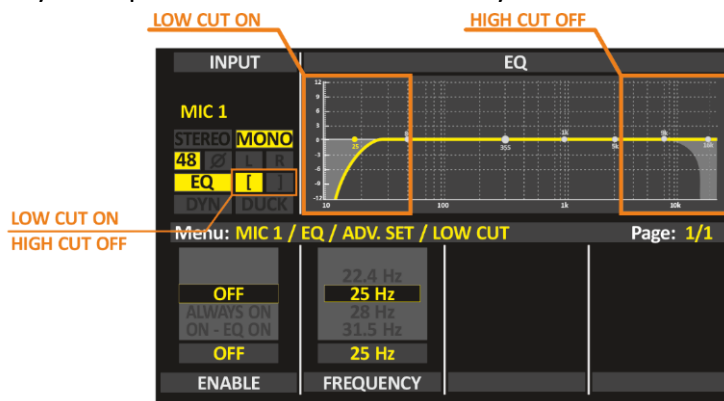 LOW CUT ON
HIGH CUT OFF
INPUT
EQ
MIC 1
STEREO MONO
48 Ø L R
EQ [ ]
DYN DUCK
12
9
6
3
0
-3
-6
-9
-12
25
355
1k
5k
9k
16k
10
100
1k
10k
LOW CUT ON
HIGH CUT OFF
Menu: MIC 1 / EQ / ADV. SET / LOW CUT
Page: 1/1
OFF
ALWAYS ON
ON - EQ ON
OFF
ENABLE
22.4 Hz
25 Hz
28 Hz
31.5 Hz
25 Hz
FREQUENCY